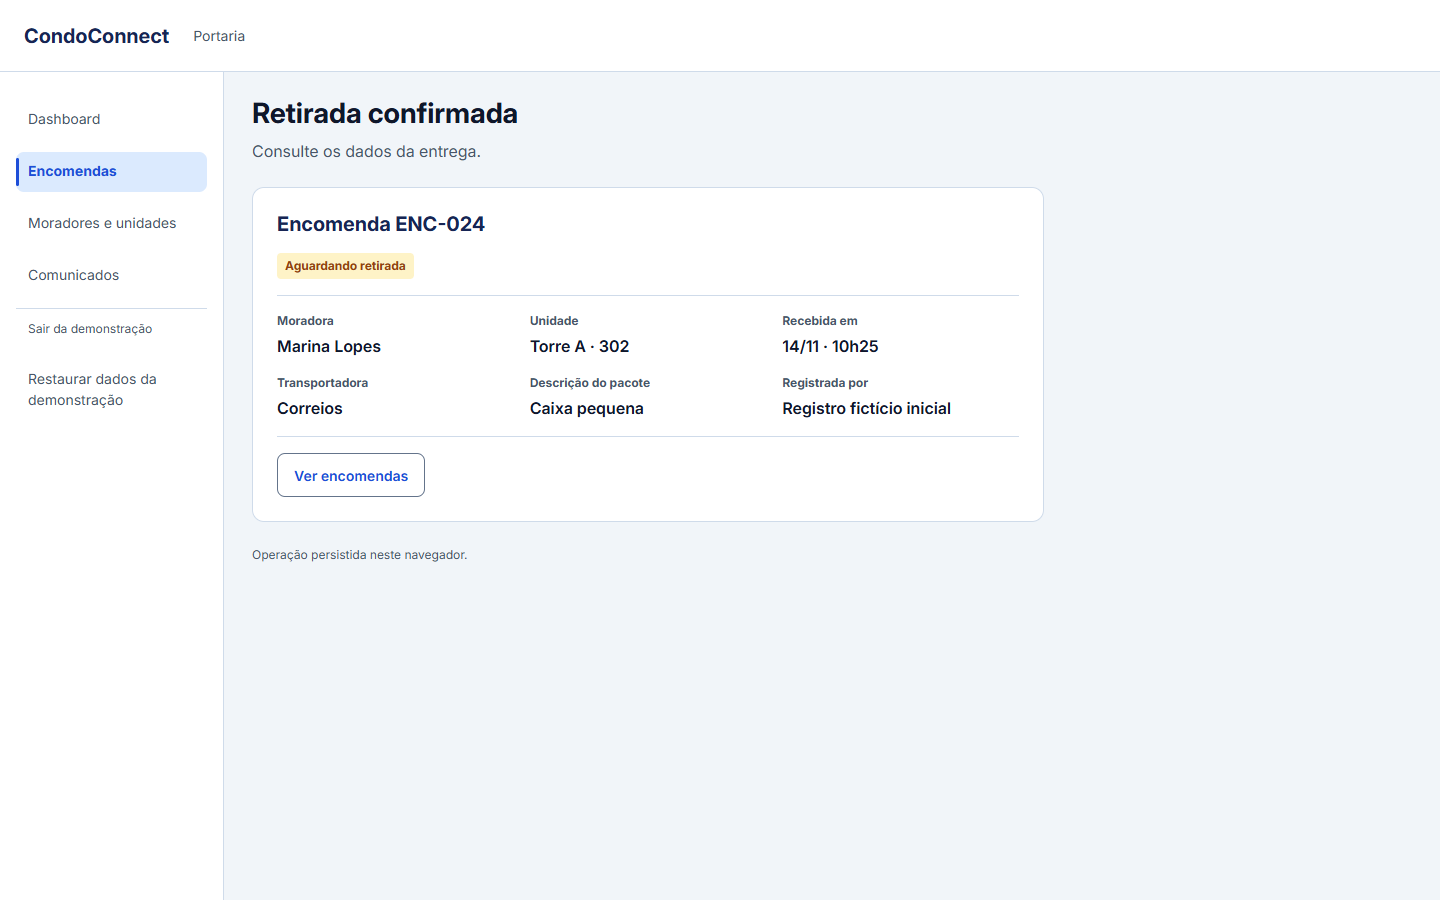 CondoConnect
Portaria
Dashboard
Encomendas
Moradores e unidades
Comunicados
Sair da demonstração
Restaurar dados da
demonstração
Retirada confirmada
Consulte os dados da entrega.
Encomenda ENC-024
Aguardando retirada
Moradora
Marina Lopes
Unidade
Torre A · 302
Recebida em
14/11 · 10h25
Transportadora
Correios
Descrição do pacote
Caixa pequena
Registrada por
Registro fictício inicial
Ver encomendas
Operação persistida neste navegador.